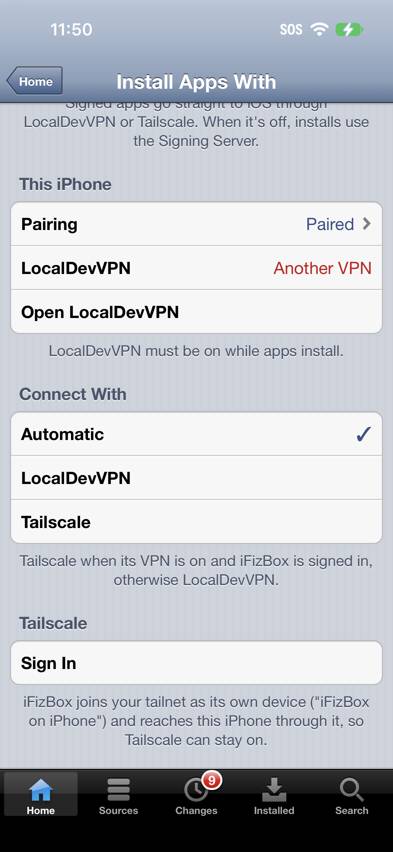 11:50
SOS
Home
Install Apps With
Signed apps go straight to iOS through
LocalDevVPN or Tailscale. When it's off, installs use
the Signing Server.
This iPhone
Pairing Paired
LocalDevVPN Another VPN
Open LocalDevVPN
LocalDevVPN must be on while apps install.
Connect With
Automatic ✓
LocalDevVPN
Tailscale
Tailscale when its VPN is on and iFizBox is signed in,
otherwise LocalDevVPN.
Tailscale
Sign In
iFizBox joins your tailnet as its own device ("iFizBox
on iPhone") and reaches this iPhone through it, so
Tailscale can stay on.
9
Home Sources Changes Installed Search